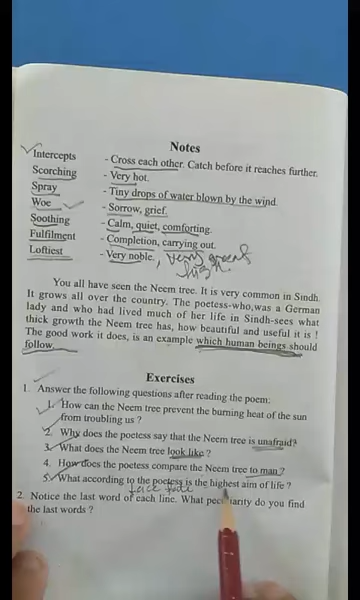 Notes
Intercepts - Cross each other. Catch before it reaches further.
Scorching - Very hot.
Spray - Tiny drops of water blown by the wind.
Woe - Sorrow, grief.
Soothing - Calm, quiet, comforting.
Fulfilment - Completion, carrying out.
Loftiest - Very noble., very great
high
You all have seen the Neem tree. It is very common in Sindh.
It grows all over the country. The poetess-who,was a German
lady and who had lived much of her life in Sindh-sees what
thick growth the Neem tree has, how beautiful and useful it is !
The good work it does, is an example which human beings should
follow.
Exercises
1. Answer the following questions after reading the poem:
1. How can the Neem tree prevent the burning heat of the sun
from troubling us ?
2. Why does the poetess say that the Neem tree is unafraid?
3. What does the Neem tree look like ?
4. How does the poetess compare the Neem tree to man ?
5. What according to the poetess is the highest aim of life ?
2. Notice the last word of each line. What peculiarity do you find
the last words ?